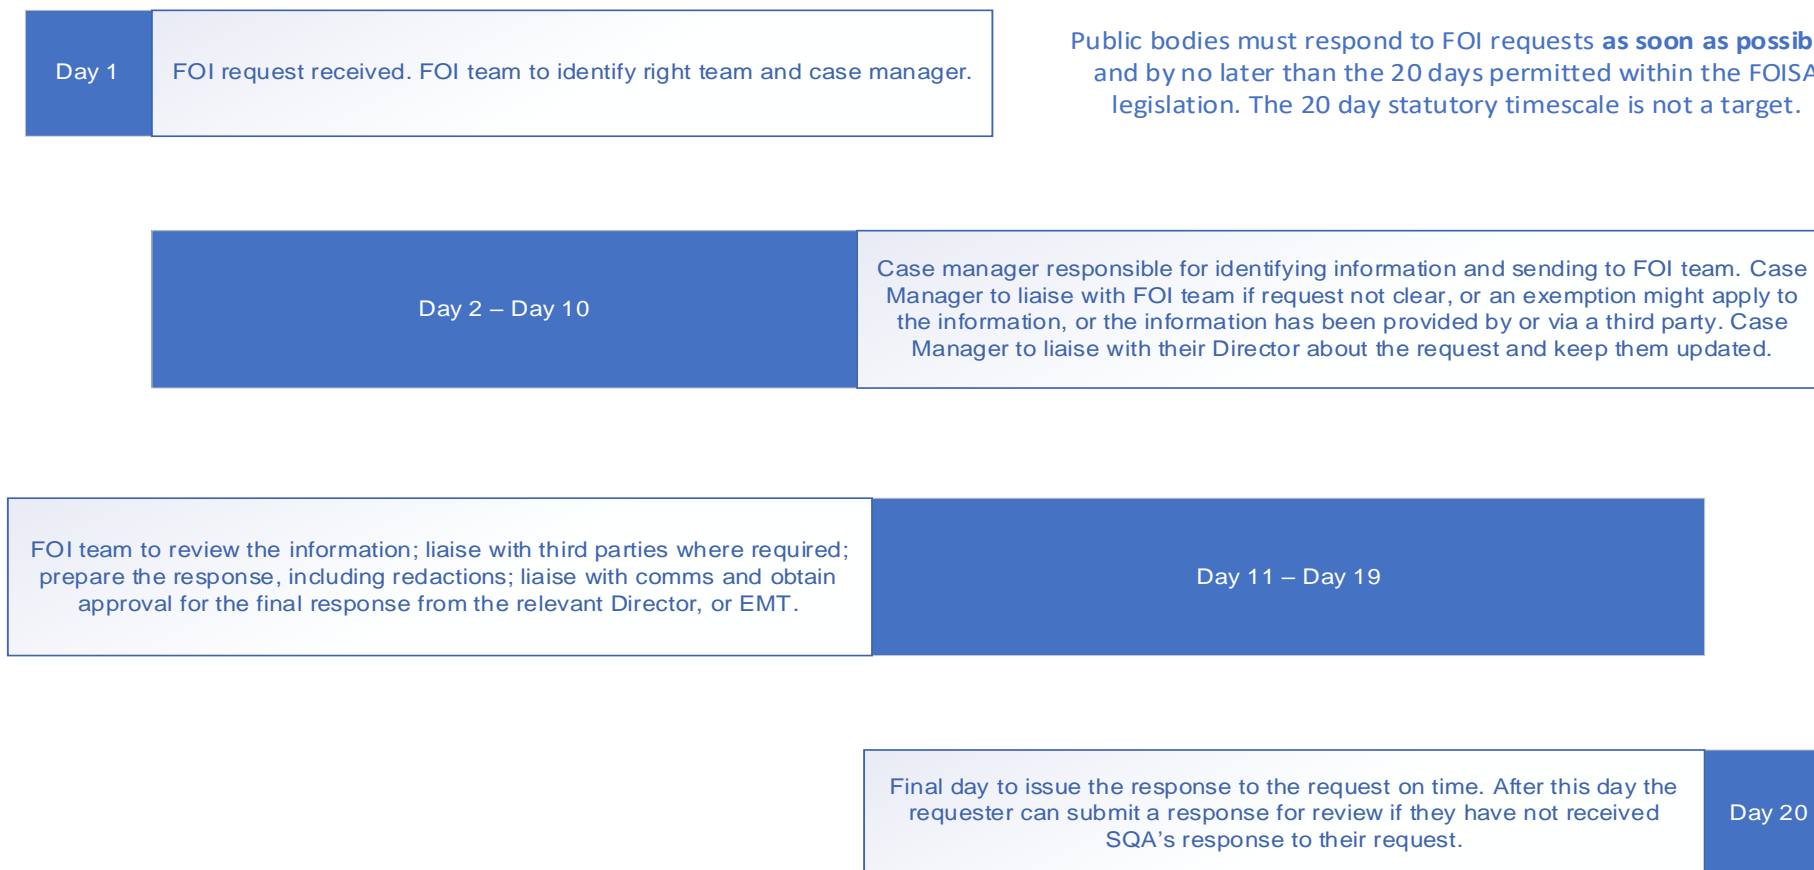 Day 1
FOI request received. FOI team to identify right team and case manager.
Public bodies must respond to FOI requests as soon as
and by no later than the 20 days permitted within the FOISA
legislation. The 20 day statutory timescale is not a target.
Day 2 – Day 10
Case manager responsible for identifying information and sending to FOI team. Case
Manager to liaise with FOI team if request not clear, or an exemption might apply to
the information, or the information has been provided by or via a third party. Case
Manager to liaise with their Director about the request and keep them updated.
FOI team to review the information; liaise with third parties where required;
prepare the response, including redactions; liaise with comms and obtain
approval for the final response from the relevant Director, or EMT.
Day 11 – Day 19
Final day to issue the response to the request on time. After this day the
requester can submit a response for review if they have not received
SQA's response to their request.
Day 20